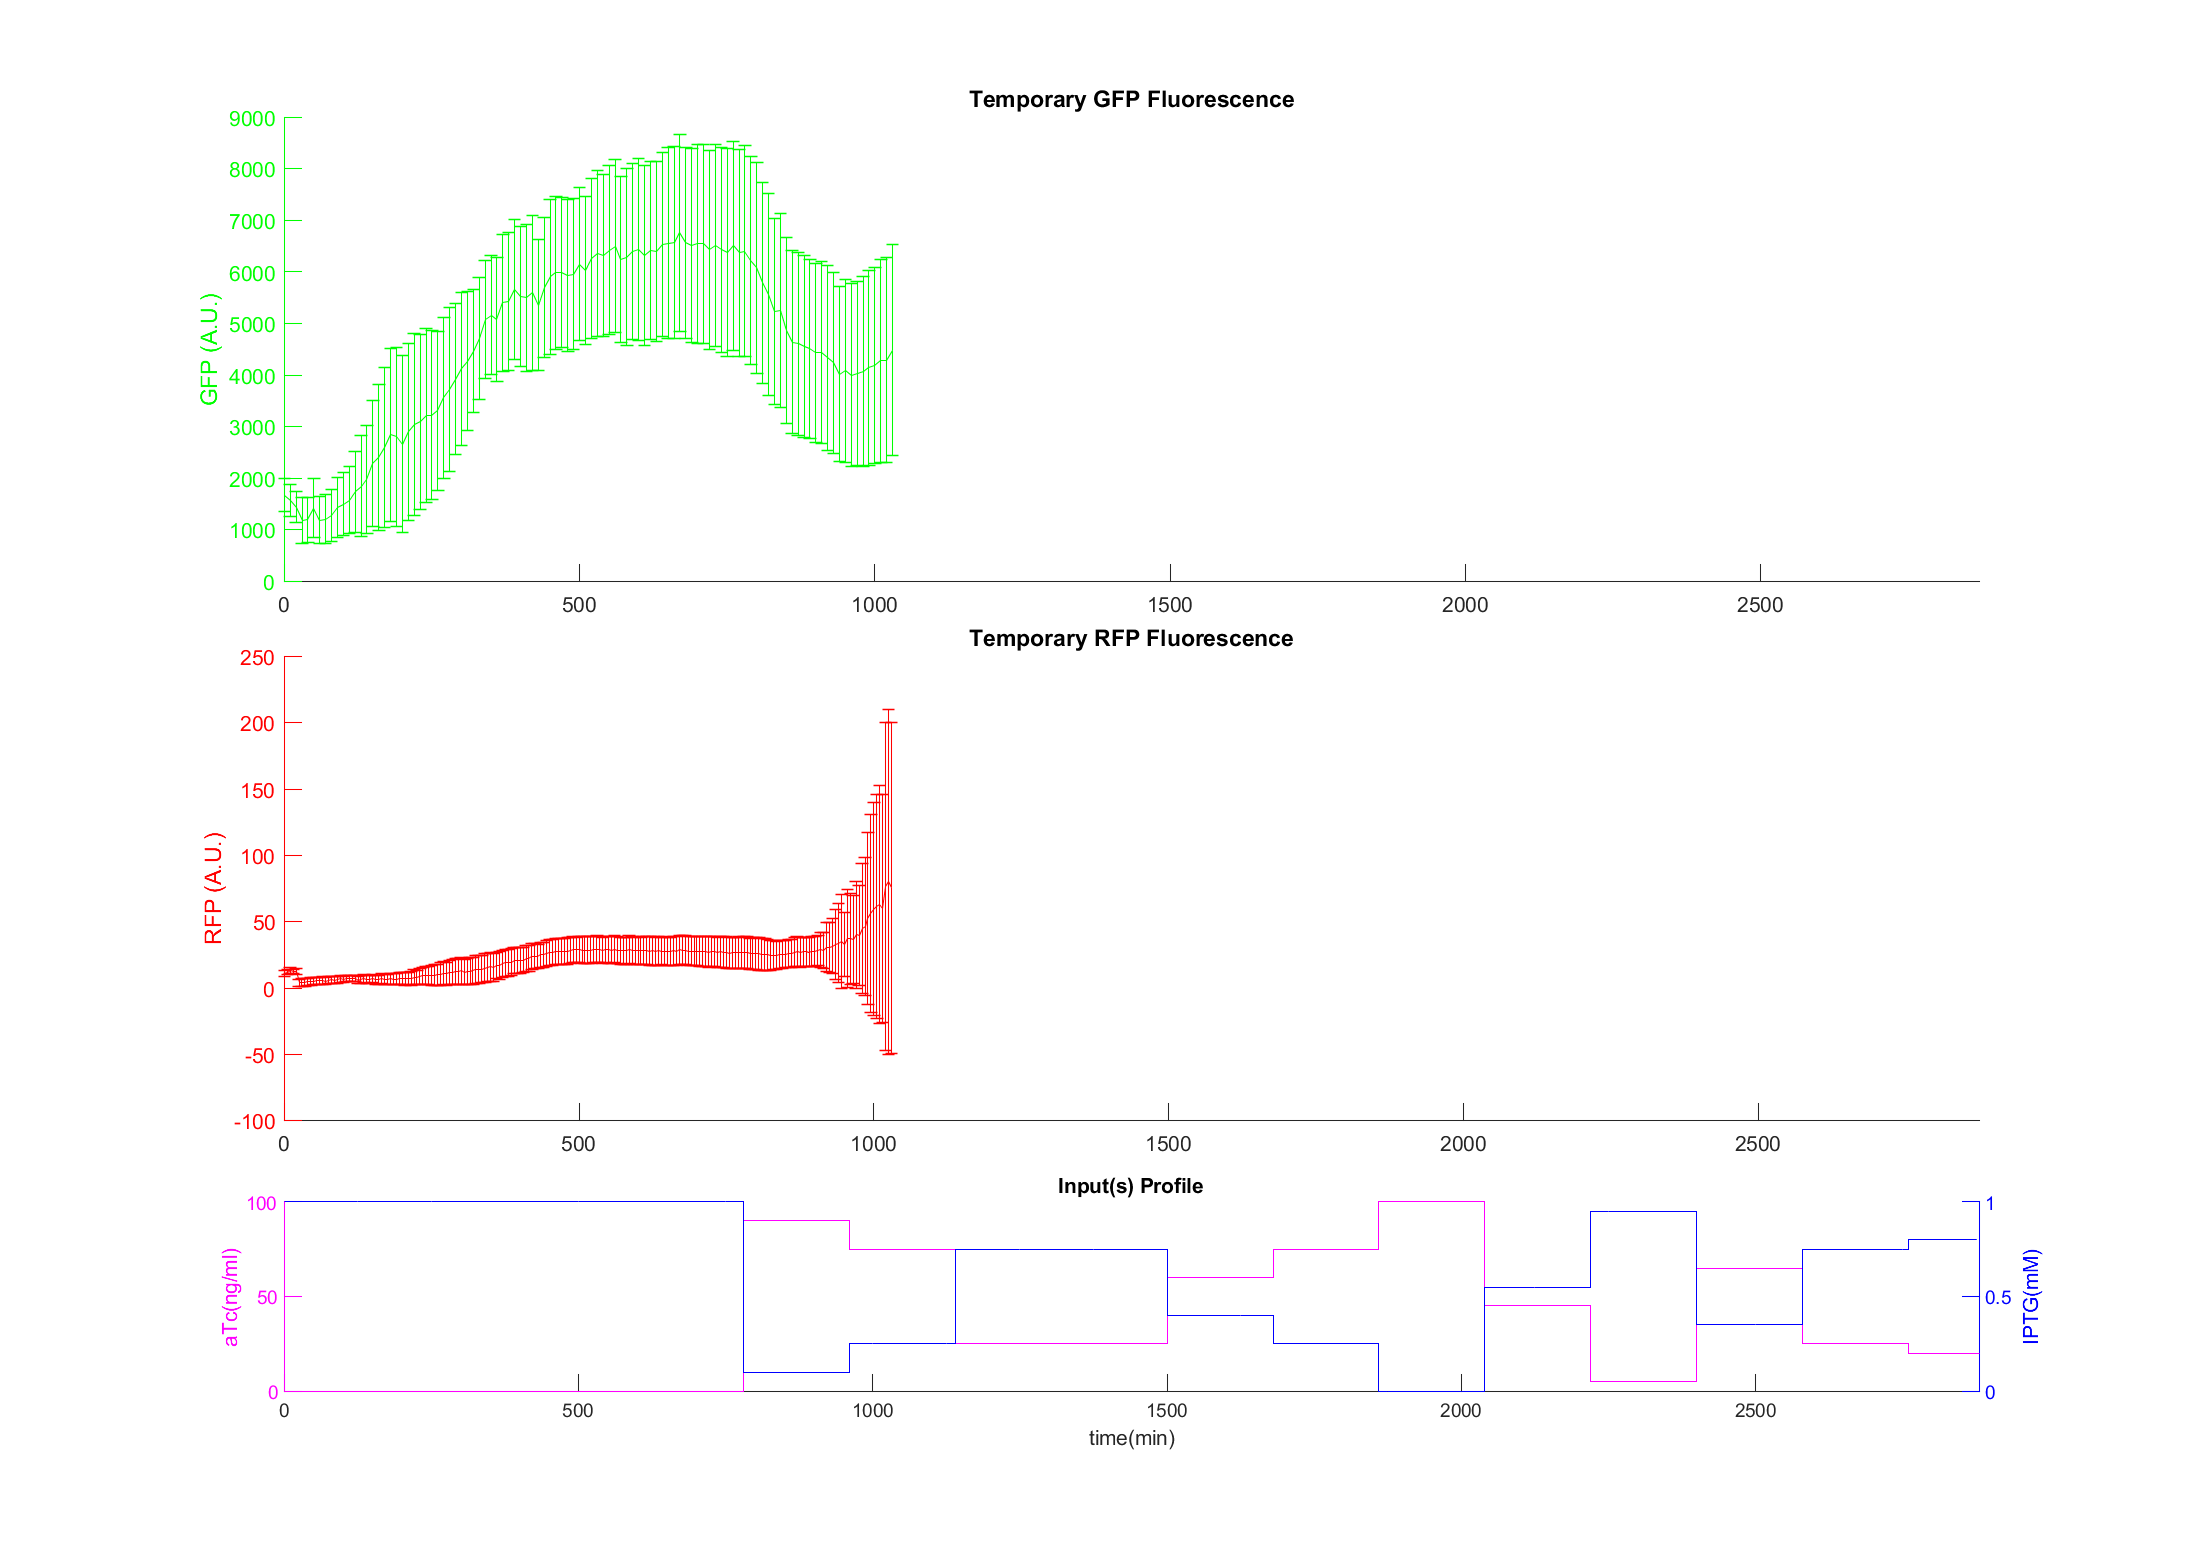 Temporary GFP Fluorescence
9000
8000
7000
6000
5000
4000
3000
2000
1000
0
GFP (A.U.)
0 500 1000 1500 2000 2500
Temporary RFP Fluorescence
250
200
150
100
50
0
-50
-100
RFP (A.U.)
0 500 1000 1500 2000 2500
Input(s) Profile
100
50
0
aTc(ng/ml)
1
0.5
0
IPTG(mM)
0 500 1000 1500 2000 2500
time(min)